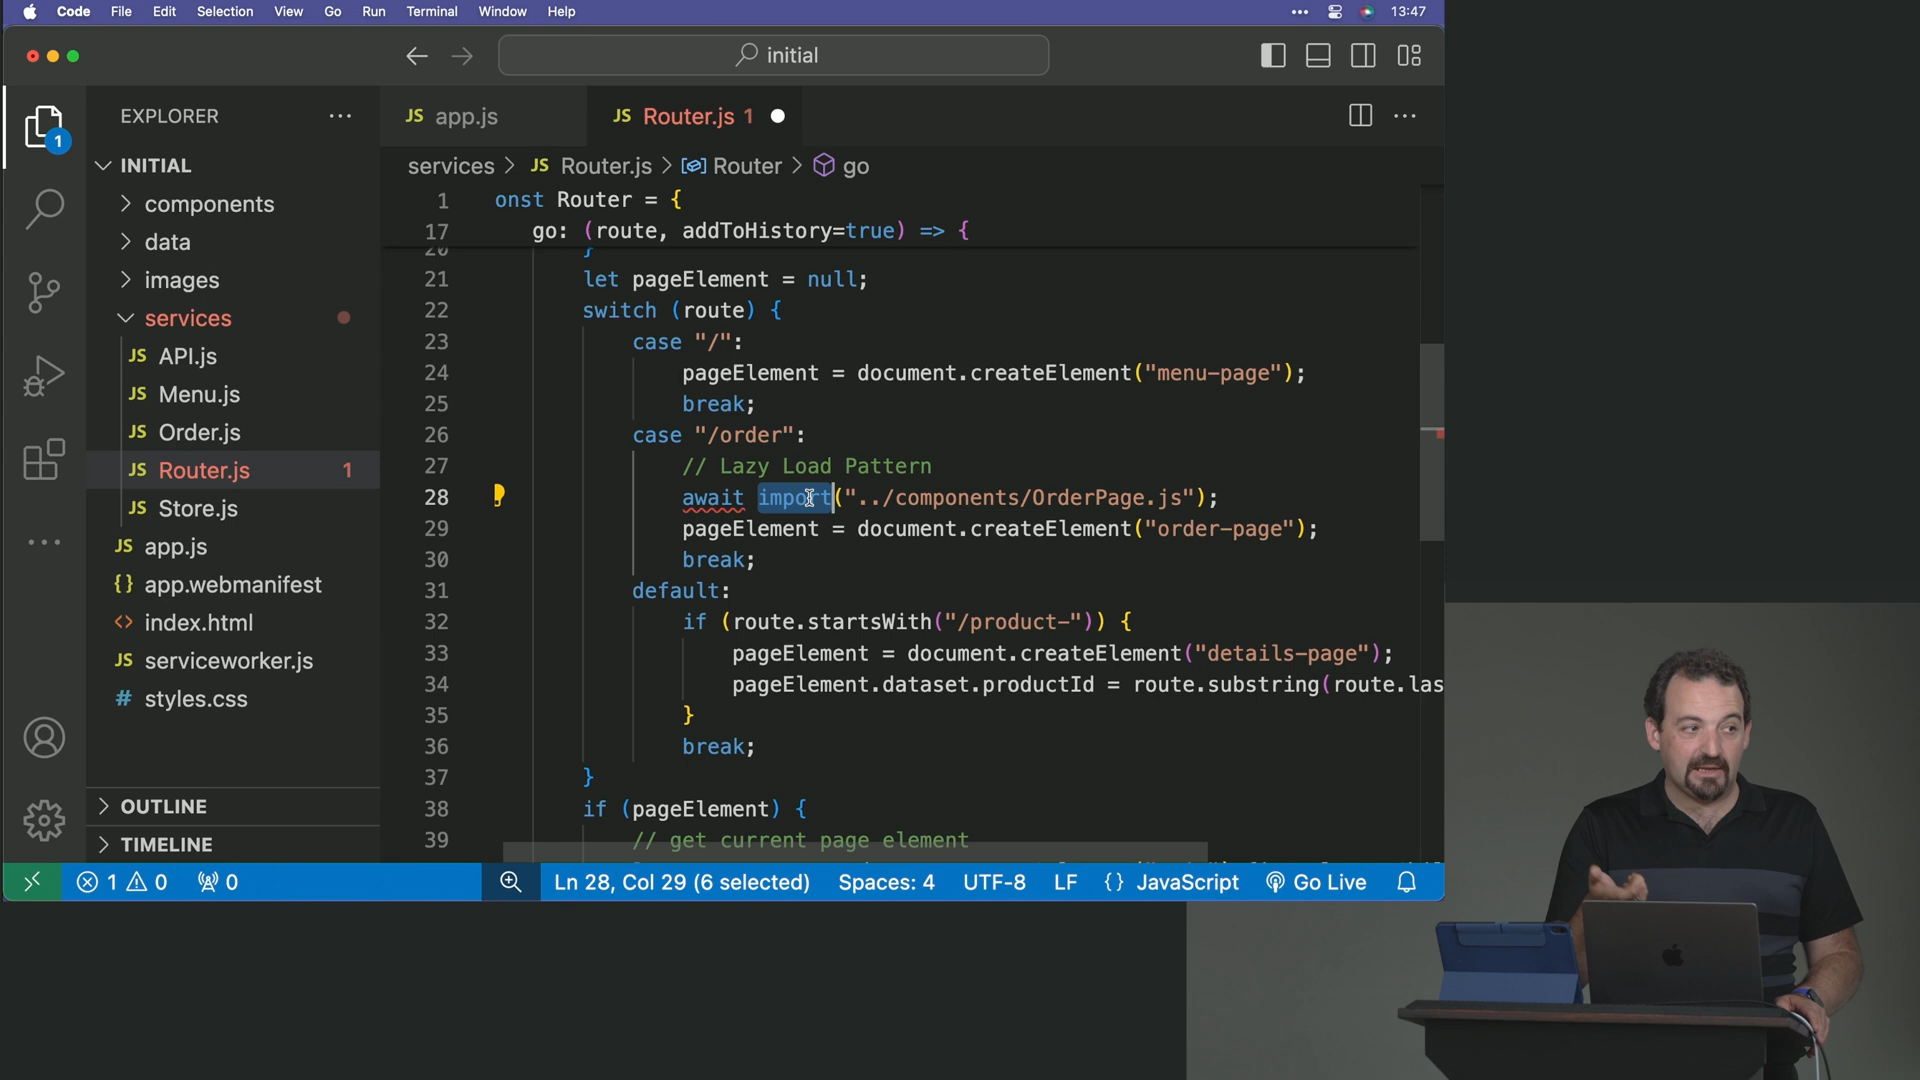 Code File Edit Selection View Go Run Terminal Window Help 13:47
initial
EXPLORER
JS app.js
JS Router.js 1
INITIAL
components
data
images
services
JS API.js
JS Menu.js
JS Order.js
JS Router.js 1
JS Store.js
JS app.js
{} app.webmanifest
<> index.html
JS serviceworker.js
# styles.css
OUTLINE
TIMELINE
1
services > JS Router.js > Router > go
1 onst Router = {
17 go: (route, addToHistory=true) => {
20 }
21 let pageElement = null;
22 switch (route) {
23 case "/":
24 pageElement = document.createElement("menu-page");
25 break;
26 case "/order":
27 // Lazy Load Pattern
28 await import("../components/OrderPage.js");
29 pageElement = document.createElement("order-page");
30 break;
31 default:
32 if (route.startsWith("/product-")) {
33 pageElement = document.createElement("details-page");
34 pageElement.dataset.productId = route.substring(route.las
35 }
36 break;
37 }
38 if (pageElement) {
39 // get current page element
1 0 0 Ln 28, Col 29 (6 selected) Spaces: 4 UTF-8 LF {} JavaScript Go Live